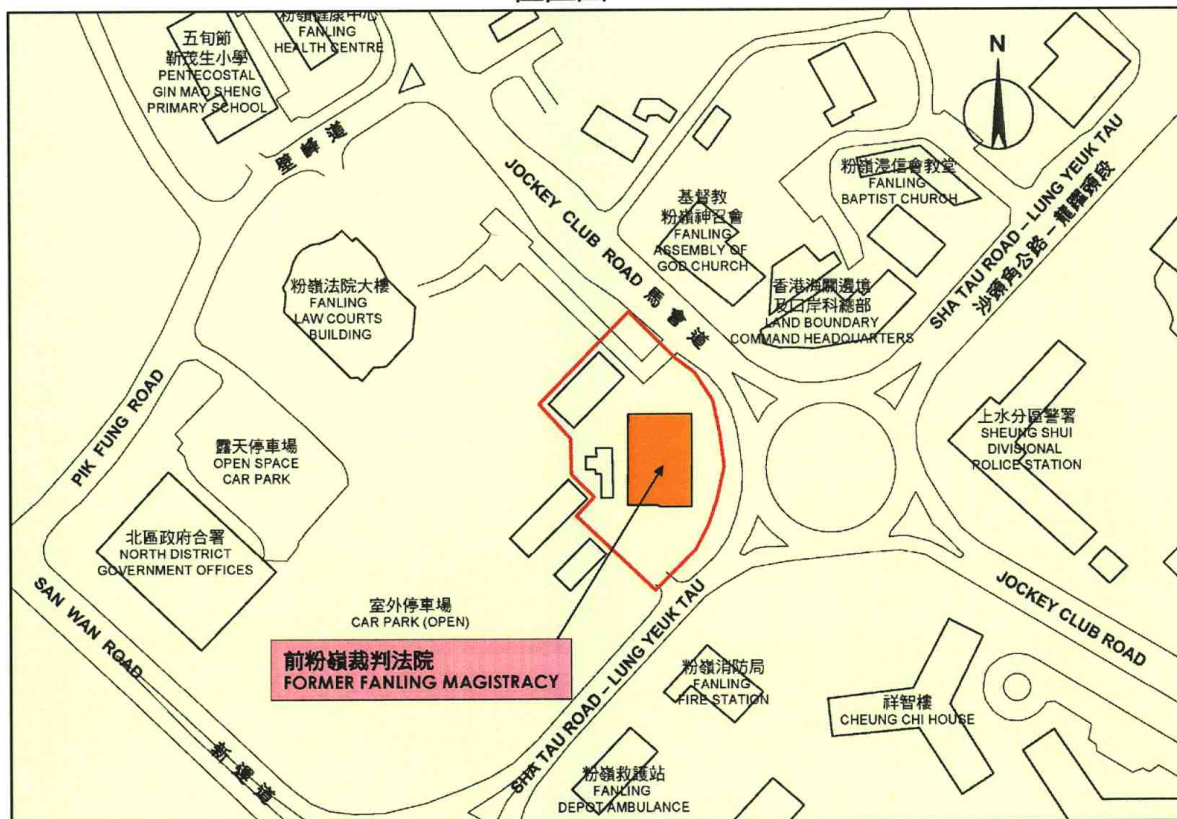 粉嶺健康中心
FANLING
HEALTH CENTRE
五旬節
靳茂生小學
PENTECOSTAL
GIN MAO SHENG
PRIMARY SCHOOL
璧峰道
N
JOCKEY CLUB ROAD 馬會道
粉嶺浸信會教堂
FANLING
BAPTIST CHURCH
基督教
粉嶺神召會
FANLING
ASSEMBLY OF
GOD CHURCH
SHA TAU ROAD – LUNG YEUK TAU
沙頭角公路 – 龍躍頭段
粉嶺法院大樓
FANLING
LAW COURTS
BUILDING
香港海關邊境
及口岸科總部
LAND BOUNDARY
COMMAND HEADQUARTERS
PIK FUNG ROAD
露天停車場
OPEN SPACE
CAR PARK
上水分區警署
SHEUNG SHUI
DIVISIONAL
POLICE STATION
北區政府合署
NORTH DISTRICT
GOVERNMENT OFFICES
SAN WAN ROAD
室外停車場
CAR PARK (OPEN)
JOCKEY CLUB ROAD
前粉嶺裁判法院
FORMER FANLING MAGISTRACY
SHA TAU ROAD – LUNG YEUK TAU
粉嶺消防局
FANLING
FIRE STATION
祥智樓
CHEUNG CHI HOUSE
新運道
粉嶺救護站
FANLING
DEPOT AMBULANCE